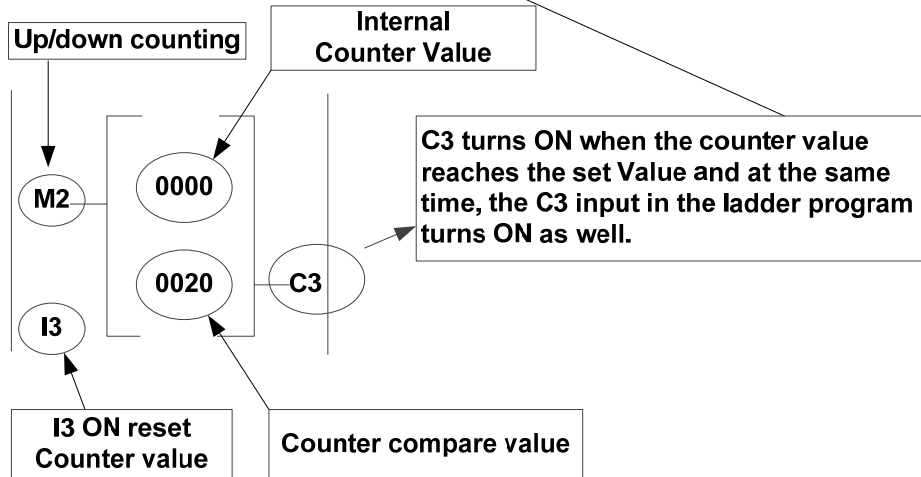 Internal
Counter Value
Up/down counting
C3 turns ON when the counter value
reaches the set Value and at the same
time, the C3 input in the ladder program
turns ON as well.
0000
M2
0020
C3
I3
I3 ON reset
Counter value
Counter compare value